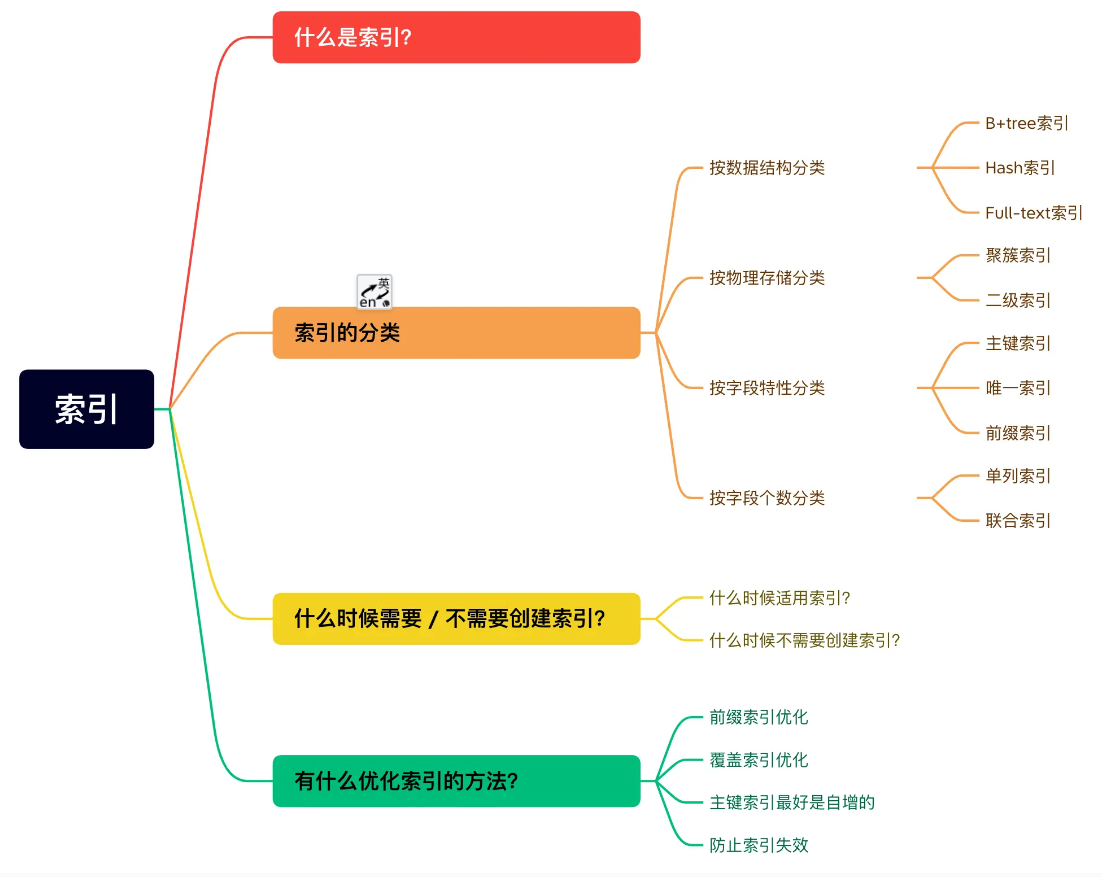 索引
什么是索引?
索引的分类
英
en
按数据结构分类
B+tree索引
Hash索引
Full-text索引
按物理存储分类
聚簇索引
二级索引
按字段特性分类
主键索引
唯一索引
前缀索引
按字段个数分类
单列索引
联合索引
什么时候需要 / 不需要创建索引?
什么时候适用索引?
什么时候不需要创建索引?
有什么优化索引的方法?
前缀索引优化
覆盖索引优化
主键索引最好是自增的
防止索引失效